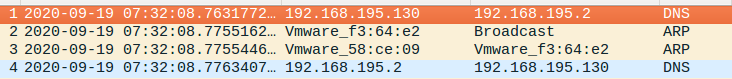 1 2020-09-19 07:32:08.7631772… 192.168.195.130 192.168.195.2 DNS
2 2020-09-19 07:32:08.7755162… Vmware_f3:64:e2 Broadcast ARP
3 2020-09-19 07:32:08.7755446… Vmware_58:ce:09 Vmware_f3:64:e2 ARP
4 2020-09-19 07:32:08.7763407… 192.168.195.2 192.168.195.130 DNS